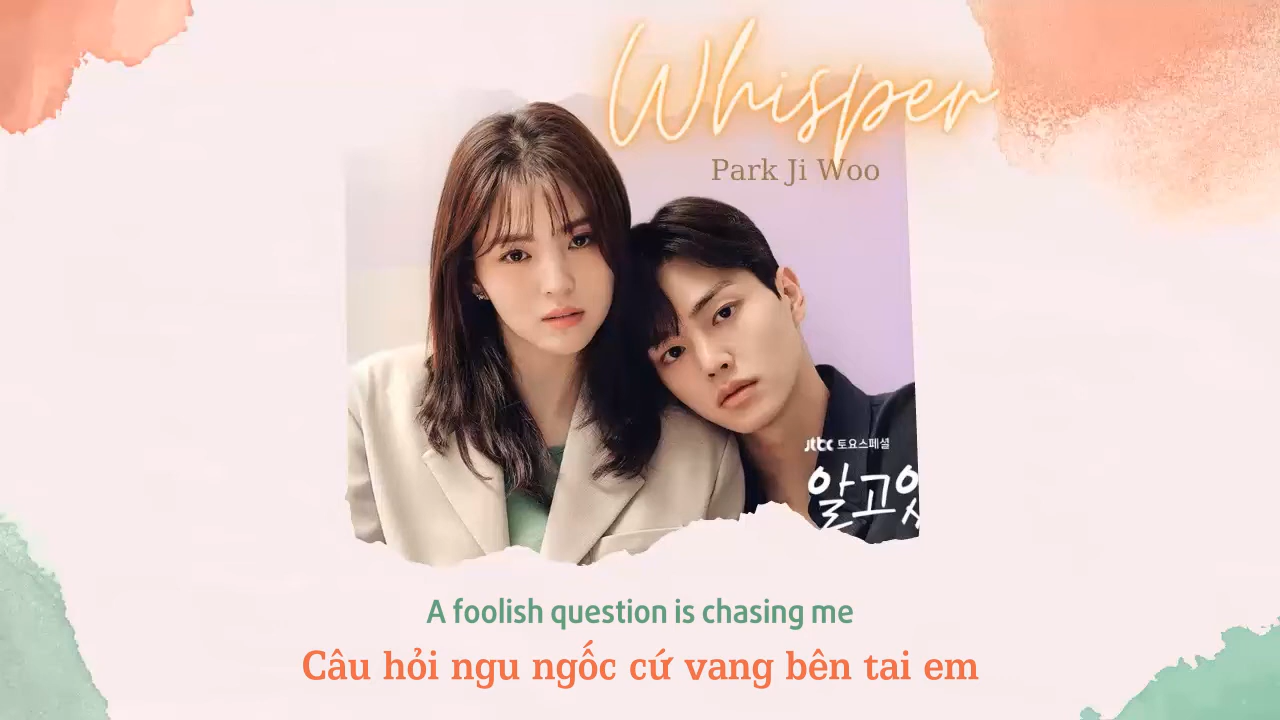 Whisper
Park Ji Woo
jtbc 토요스페셜
알고있
A foolish question is chasing me
Câu hỏi ngu ngốc cứ vang bên tai em